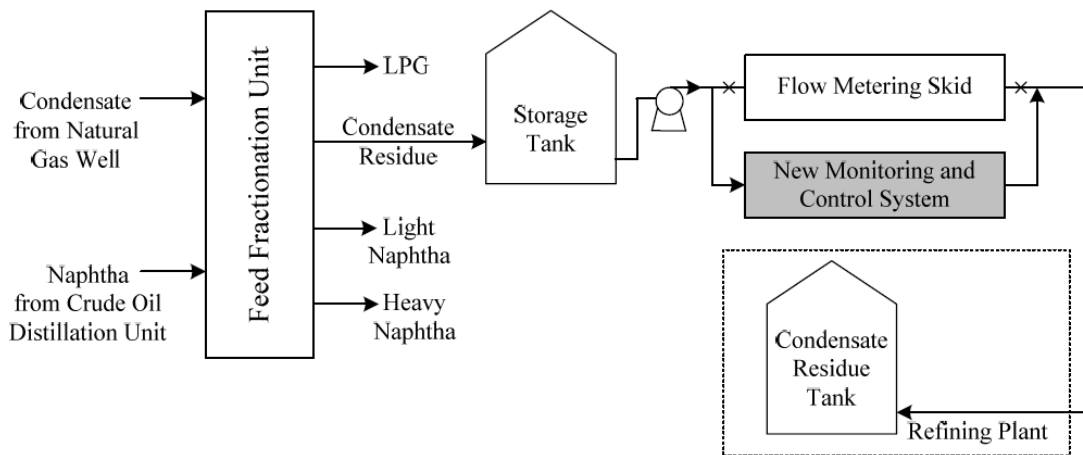 Condensate
from Natural
Gas Well
Naphtha
from Crude Oil
Distillation Unit
Feed Fractionation Unit
LPG
Condensate
Residue
Light
Naphtha
Heavy
Naphtha
Storage
Tank
Flow Metering Skid
New Monitoring and
Control System
Condensate
Residue
Tank
Refining Plant